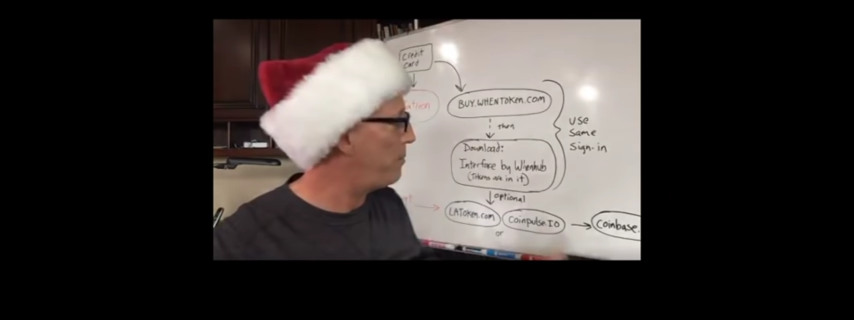 Credit
card
BUY.WHENTOKEN.COM
then
Download:
Interface by WhenHub
(Tokens are in it)
optional
LAToken.com
Coinpulse.IO
or
Coinbase.
Use
Same
Sign-in